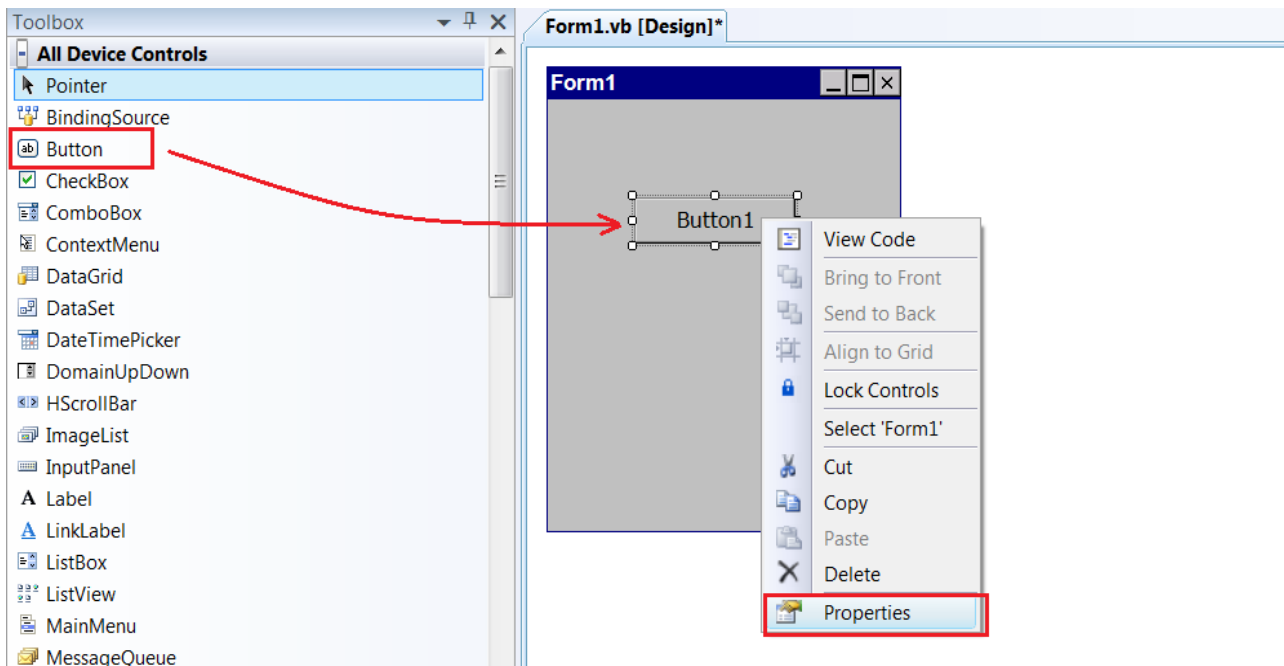 Toolbox
All Device Controls
Pointer
BindingSource
ab Button
CheckBox
ComboBox
ContextMenu
DataGrid
DataSet
DateTimePicker
DomainUpDown
HScrollBar
ImageList
InputPanel
A Label
A LinkLabel
ListBox
ListView
MainMenu
MessageQueue
Form1.vb [Design]*
Form1
Button1
View Code
Bring to Front
Send to Back
Align to Grid
Lock Controls
Select 'Form1'
Cut
Copy
Paste
Delete
Properties